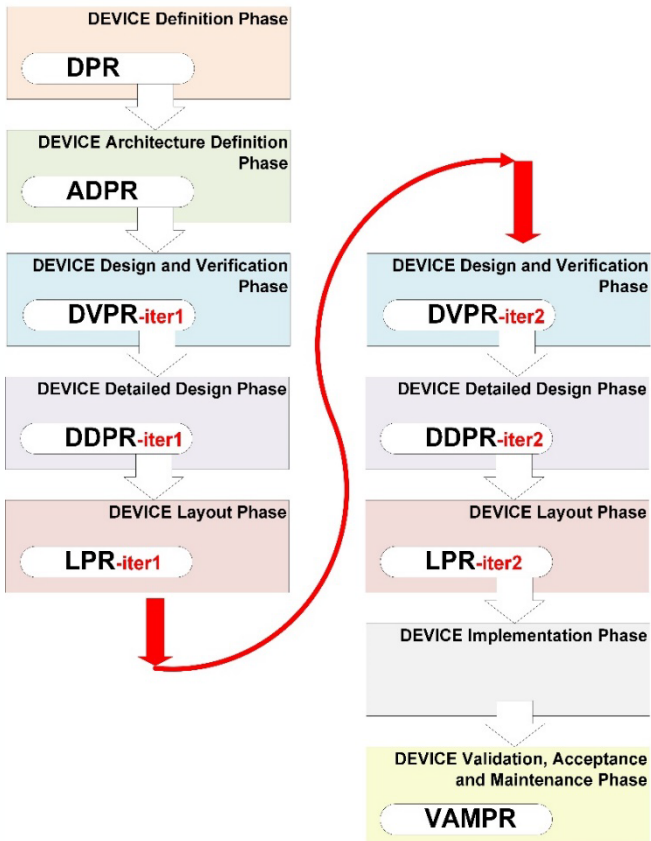 DEVICE Definition Phase
DPR
DEVICE Architecture Definition
Phase
ADPR
DEVICE Design and Verification
Phase
DVPR-iter1
DEVICE Detailed Design Phase
DDPR-iter1
DEVICE Layout Phase
LPR-iter1
DEVICE Design and Verification
Phase
DVPR-iter2
DEVICE Detailed Design Phase
DDPR-iter2
DEVICE Layout Phase
LPR-iter2
DEVICE Implementation Phase
DEVICE Validation, Acceptance
and Maintenance Phase
VAMPR